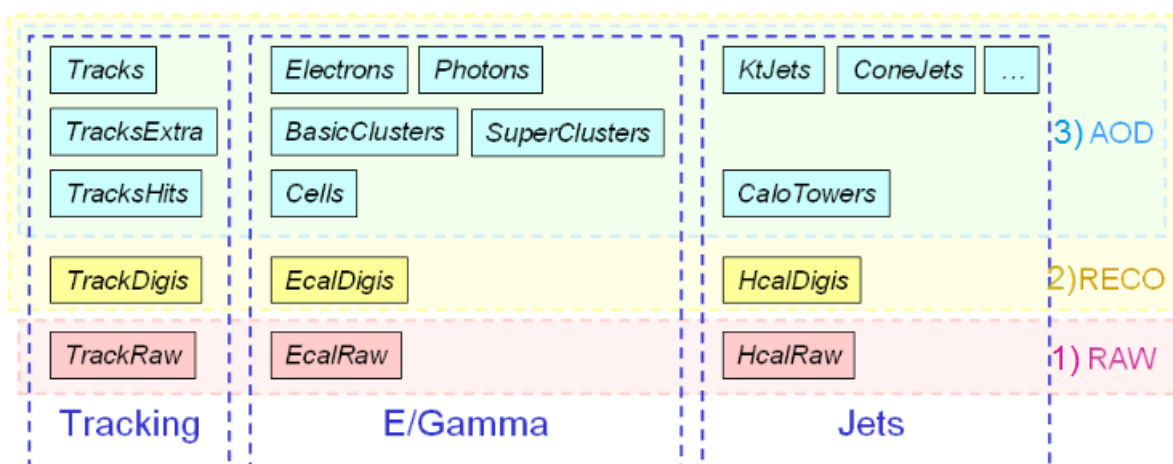 Tracks Electrons Photons KtJets ConeJets ...
TracksExtra BasicClusters SuperClusters 3) AOD
TracksHits Cells CaloTowers
TrackDigis EcalDigis HcalDigis 2)RECO
TrackRaw EcalRaw HcalRaw 1) RAW
Tracking E/Gamma Jets